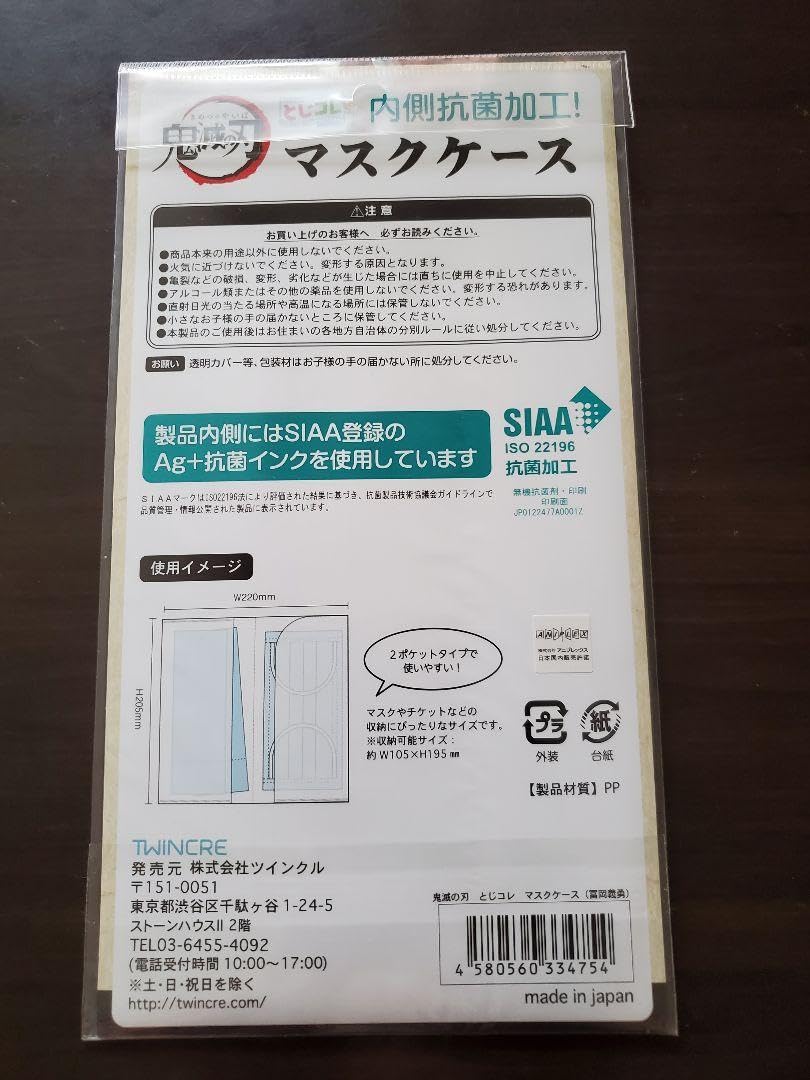 きめつのやいば
鬼滅の刃
とじコレ 内側抗菌加工!
マスクケース
⚠注意
お買い上げのお客様へ 必ずお読みください。
●商品本来の用途以外に使用しないでください。
●火気に近づけないでください。変形する原因となります。
●亀裂などの破損、変形、劣化などが生じた場合には直ちに使用を中止してください。
●アルコール類またはその他の薬品を使用しないでください。変形する恐れがあります。
●直射日光の当たる場所や高温になる場所には保管しないでください。
●小さなお子様の手の届かないところに保管してください。
●本製品のご使用後はお住まいの各地方自治体の分別ルールに従い処分してください。
お願い 透明カバー等、包装材はお子様の手の届かない所に処分してください。
製品内側にはSIAA登録の
Ag+抗菌インクを使用しています
SIAA
ISO 22196
抗菌加工
SIAAマークはISO22196法により評価された結果に基づき、抗菌製品技術協議会ガイドラインで
品質管理・情報公開された製品に表示されています。
無機抗菌剤・印刷
印刷面
JP0122477A0001Z
使用イメージ
W220mm
H205mm
2ポケットタイプで
使いやすい!
マスクやチケットなどの
収納にぴったりなサイズです。
※収納可能サイズ:
約W105×H195㎜
ANIPLEX
株式会社アニプレックス
日本国内販売許諾
プラ
外装
紙
台紙
【製品材質】PP
TWINCRE
発売元 株式会社ツインクル
〒151-0051
東京都渋谷区千駄ヶ谷 1-24-5
ストーンハウスII 2階
TEL03-6455-4092
(電話受付時間 10:00〜17:00)
※土・日・祝日を除く
http://twincre.com/
鬼滅の刃 とじコレ マスクケース(冨岡義勇)
4 580560 334754
made in japan